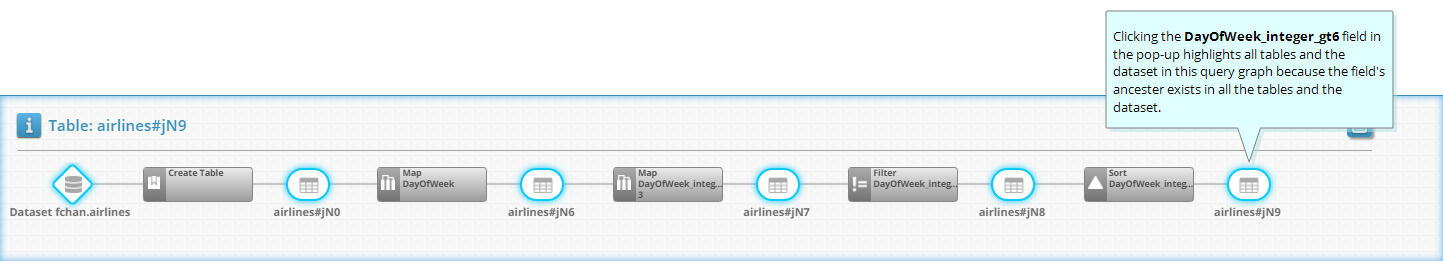 Clicking the DayOfWeek_integer_gt6 field in
the pop-up highlights all tables and the
dataset in this query graph because the field's
ancester exists in all the tables and the
dataset.
Table: airlines#jN9
Create Table
Map
DayOfWeek
Map
DayOfWeek_integ...
3
Filter
DayOfWeek_integ...
Sort
DayOfWeek_integ...
Dataset fchan.airlines
airlines#jN0
airlines#jN6
airlines#jN7
airlines#jN8
airlines#jN9